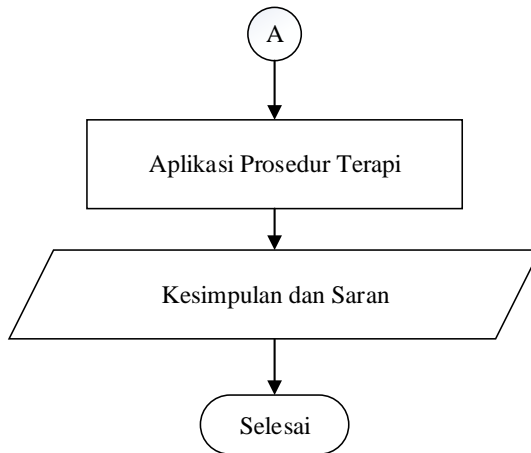 A
Aplikasi Prosedur Terapi
Kesimpulan dan Saran
Selesai